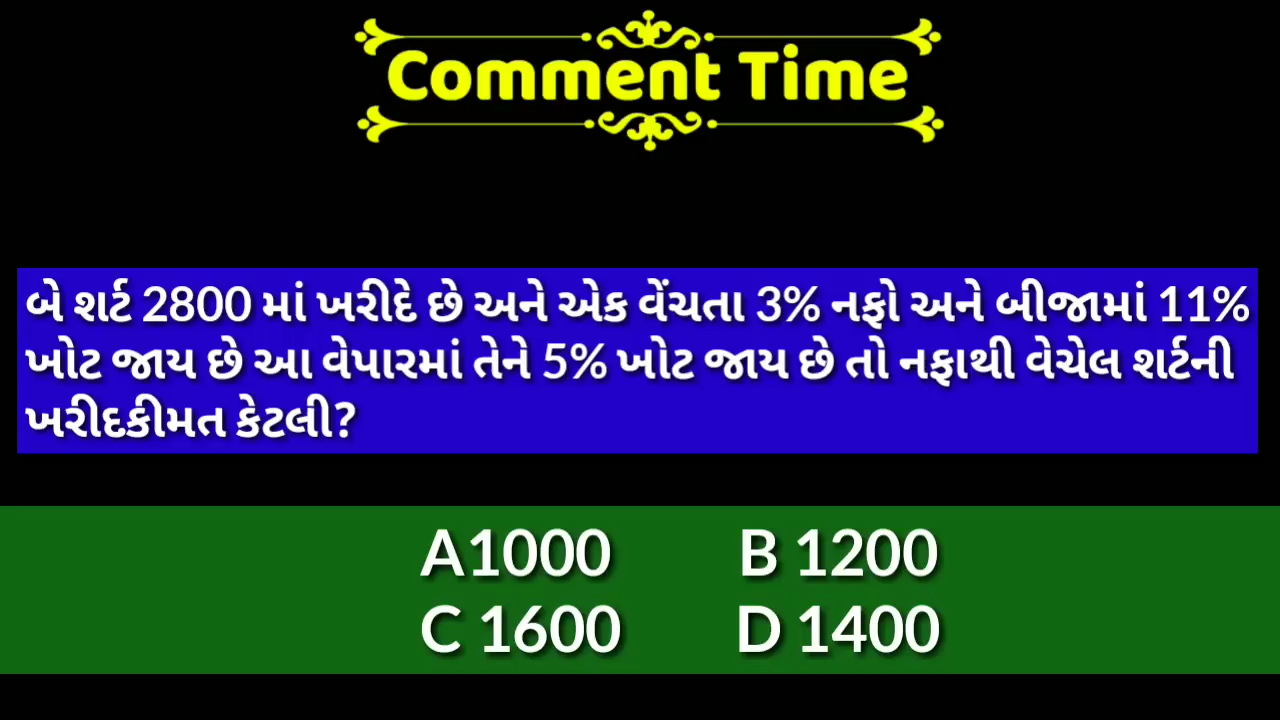 Comment Time
બે શર્ટ 2800 માં ખરીદે છે અને એક વેંચતા 3% નફો અને બીજામાં 11%
ખોટ જાય છે આ વેપારમાં તેને 5% ખોટ જાય છે તો નફાથી વેચેલ શર્ટની
ખરીદકીમત કેટલી?
A1000 B 1200
C 1600 D 1400